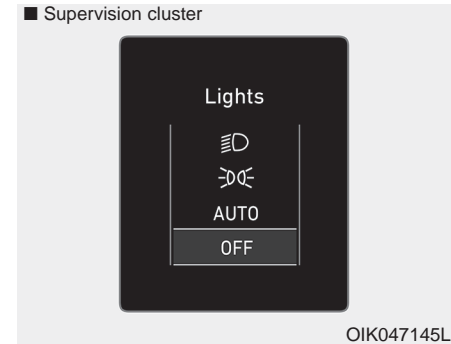 ■ Supervision cluster
Lights
AUTO
OFF
OIK047145L